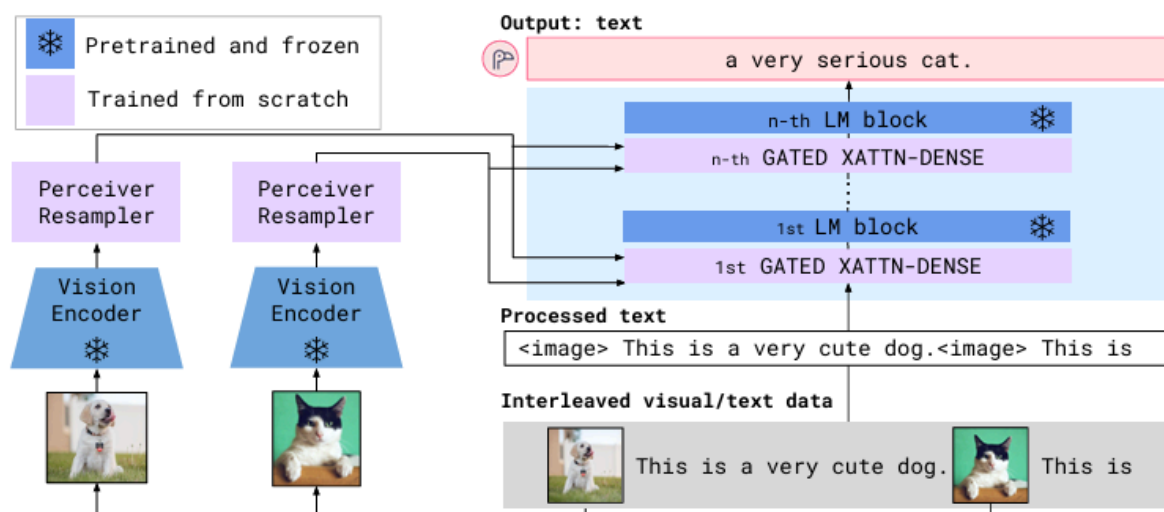 Pretrained and frozen
Trained from scratch
Output: text
a very serious cat.
n-th LM block
n-th GATED XATTN-DENSE
1st LM block
1st GATED XATTN-DENSE
Perceiver
Resampler
Perceiver
Resampler
Vision
Encoder
Vision
Encoder
Processed text
<image> This is a very cute dog.<image> This is
Interleaved visual/text data
This is a very cute dog.
This is